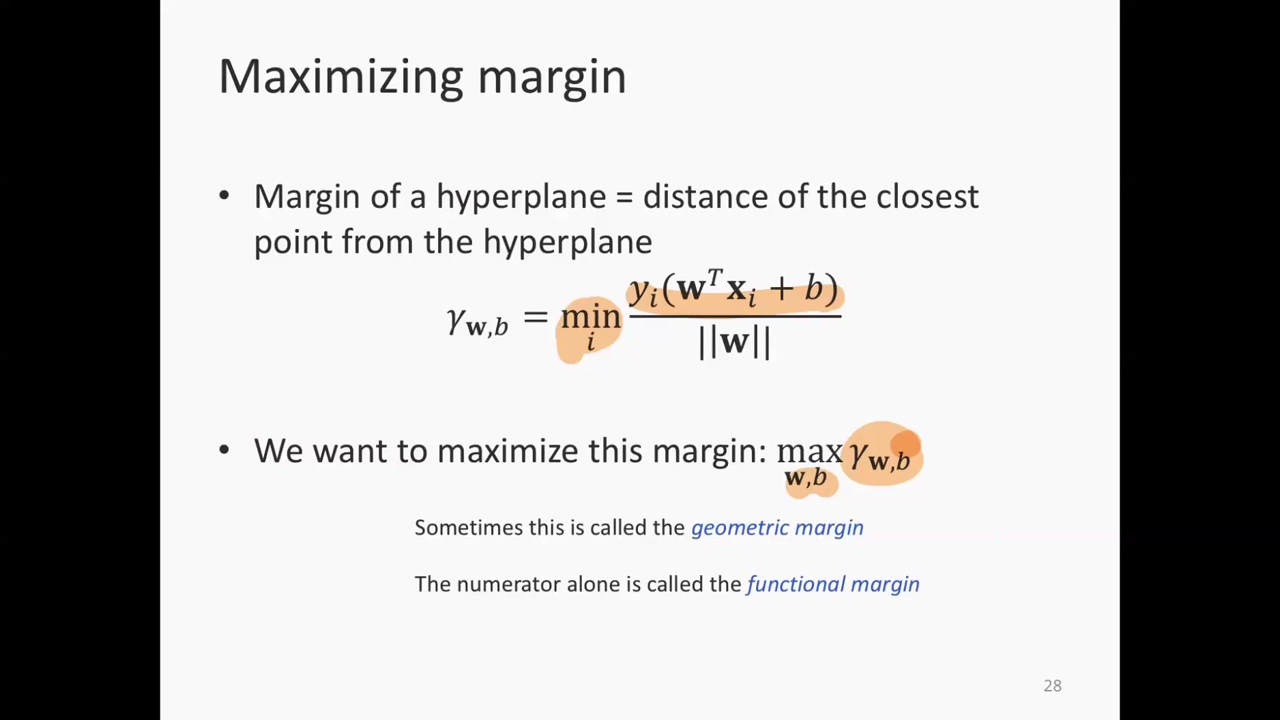 Maximizing margin
• Margin of a hyperplane = distance of the closest
point from the hyperplane
γ_{𝐰,b} = min_i y_i(𝐰^T 𝐱_i + b) / ||𝐰||
• We want to maximize this margin: max_{𝐰,b} γ_{𝐰,b}
Sometimes this is called the geometric margin
The numerator alone is called the functional margin
28